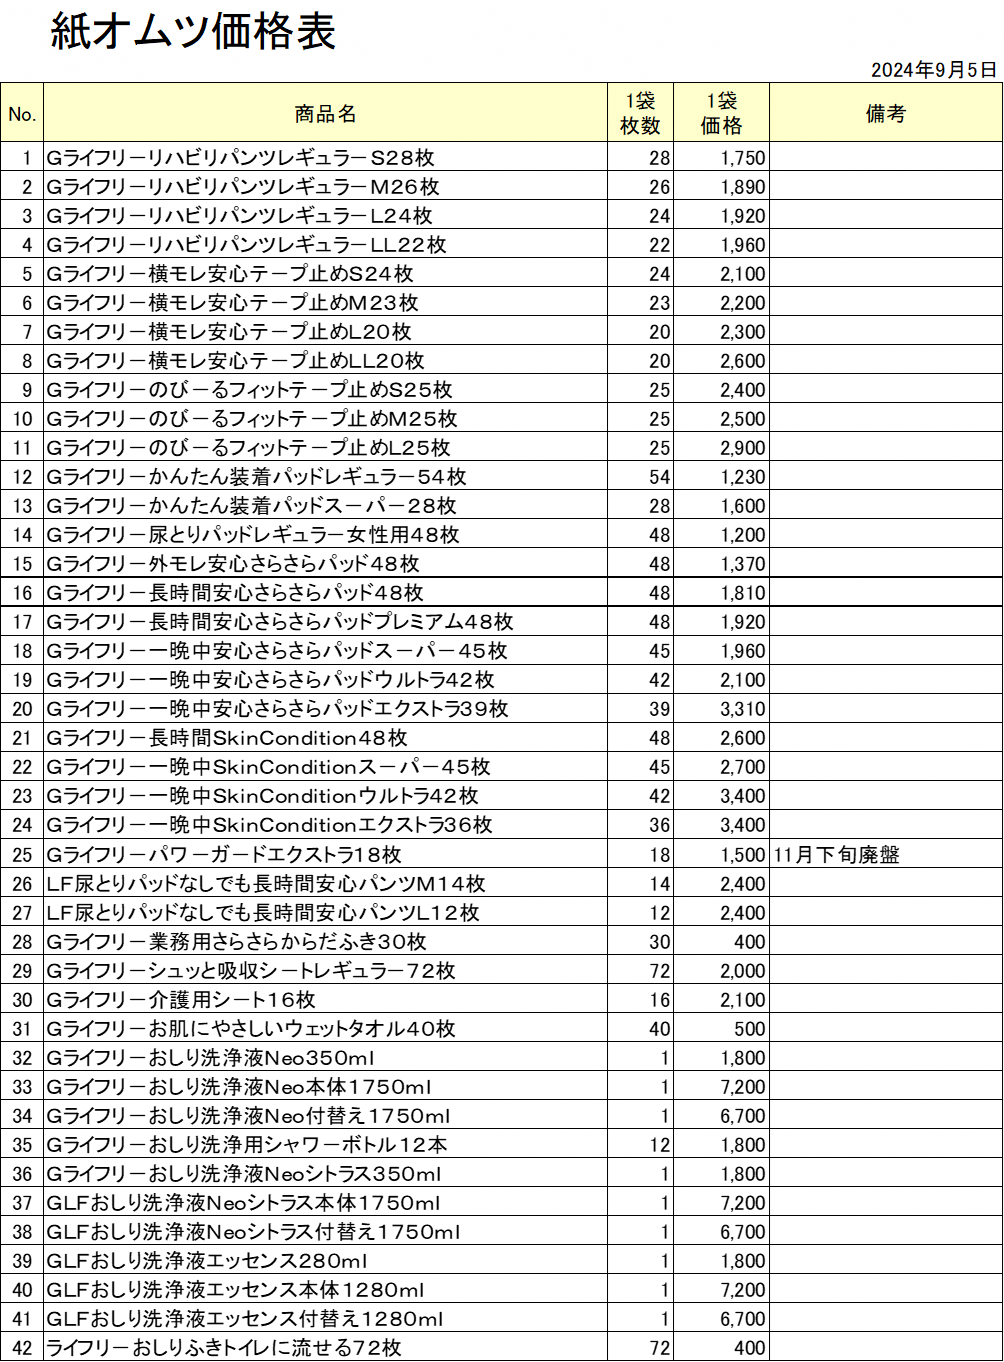 紙オムツ価格表
2024年9月5日
No. 商品名 1袋枚数 1袋価格 備考
1 ＧライフリーリハビリパンツレギュラーＳ２８枚 28 1,750
2 ＧライフリーリハビリパンツレギュラーＭ２６枚 26 1,890
3 ＧライフリーリハビリパンツレギュラーＬ２４枚 24 1,920
4 ＧライフリーリハビリパンツレギュラーＬＬ２２枚 22 1,960
5 Ｇライフリー横モレ安心テープ止めＳ２４枚 24 2,100
6 Ｇライフリー横モレ安心テープ止めＭ２３枚 23 2,200
7 Ｇライフリー横モレ安心テープ止めＬ２０枚 20 2,300
8 Ｇライフリー横モレ安心テープ止めＬＬ２０枚 20 2,600
9 Ｇライフリーのびーるフィットテープ止めＳ２５枚 25 2,400
10 Ｇライフリーのびーるフィットテープ止めＭ２５枚 25 2,500
11 Ｇライフリーのびーるフィットテープ止めＬ２５枚 25 2,900
12 Ｇライフリーかんたん装着パッドレギュラー５４枚 54 1,230
13 Ｇライフリーかんたん装着パッドスーパー２８枚 28 1,600
14 Ｇライフリー尿とりパッドレギュラー女性用４８枚 48 1,200
15 Ｇライフリー外モレ安心さらさらパッド４８枚 48 1,370
16 Ｇライフリー長時間安心さらさらパッド４８枚 48 1,810
17 Ｇライフリー長時間安心さらさらパッドプレミアム４８枚 48 1,920
18 Ｇライフリー一晩中安心さらさらパッドスーパー４５枚 45 1,960
19 Ｇライフリー一晩中安心さらさらパッドウルトラ４２枚 42 2,100
20 Ｇライフリー一晩中安心さらさらパッドエクストラ３９枚 39 3,310
21 Ｇライフリー長時間ＳｋｉｎＣｏｎｄｉｔｉｏｎ４８枚 48 2,600
22 Ｇライフリー一晩中ＳｋｉｎＣｏｎｄｉｔｉｏｎスーパー４５枚 45 2,700
23 Ｇライフリー一晩中ＳｋｉｎＣｏｎｄｉｔｉｏｎウルトラ４２枚 42 3,400
24 Ｇライフリー一晩中ＳｋｉｎＣｏｎｄｉｔｉｏｎエクストラ３６枚 36 3,400
25 Ｇライフリーパワーガードエクストラ１８枚 18 1,500 11月下旬廃盤
26 ＬＦ尿とりパッドなしでも長時間安心パンツＭ１４枚 14 2,400
27 ＬＦ尿とりパッドなしでも長時間安心パンツＬ１２枚 12 2,400
28 Ｇライフリー業務用さらさらからだふき３０枚 30 400
29 Ｇライフリーシュッと吸収シートレギュラー７２枚 72 2,000
30 Ｇライフリー介護用シート１６枚 16 2,100
31 Ｇライフリーお肌にやさしいウェットタオル４０枚 40 500
32 Ｇライフリーおしり洗浄液Ｎｅｏ３５０ｍｌ 1 1,800
33 Ｇライフリーおしり洗浄液Ｎｅｏ本体１７５０ｍｌ 1 7,200
34 Ｇライフリーおしり洗浄液Ｎｅｏ付替え１７５０ｍｌ 1 6,700
35 Ｇライフリーおしり洗浄用シャワーボトル１２本 12 1,800
36 Ｇライフリーおしり洗浄液Ｎｅｏシトラス３５０ｍｌ 1 1,800
37 ＧＬＦおしり洗浄液Ｎｅｏシトラス本体１７５０ｍｌ 1 7,200
38 ＧＬＦおしり洗浄液Ｎｅｏシトラス付替え１７５０ｍｌ 1 6,700
39 ＧＬＦおしり洗浄液エッセンス２８０ｍｌ 1 1,800
40 ＧＬＦおしり洗浄液エッセンス本体１２８０ｍｌ 1 7,200
41 ＧＬＦおしり洗浄液エッセンス付替え１２８０ｍｌ 1 6,700
42 ライフリーおしりふきトイレに流せる７２枚 72 400